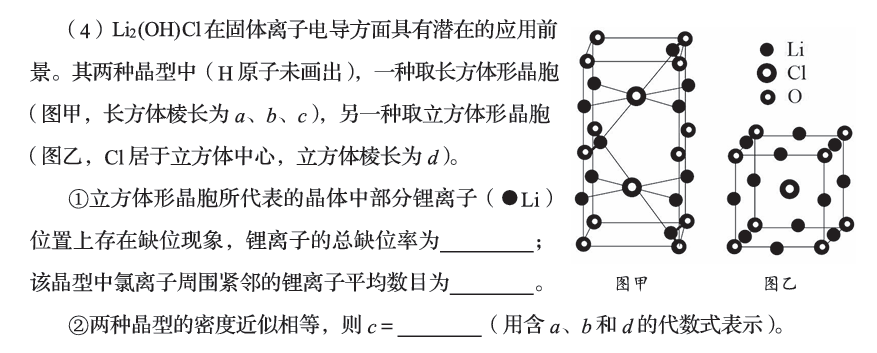 （4）Li₂(OH)Cl在固体离子电导方面具有潜在的应用前
景。其两种晶型中（H原子未画出），一种取长方体形晶胞
（图甲，长方体棱长为a、b、c），另一种取立方体形晶胞
（图乙，Cl居于立方体中心，立方体棱长为d）。
①立方体形晶胞所代表的晶体中部分锂离子（●Li）
位置上存在缺位现象，锂离子的总缺位率为________；
该晶型中氯离子周围紧邻的锂离子平均数目为________。
②两种晶型的密度近似相等，则c=________（用含a、b和d的代数式表示）。
Li
Cl
O
图甲
图乙